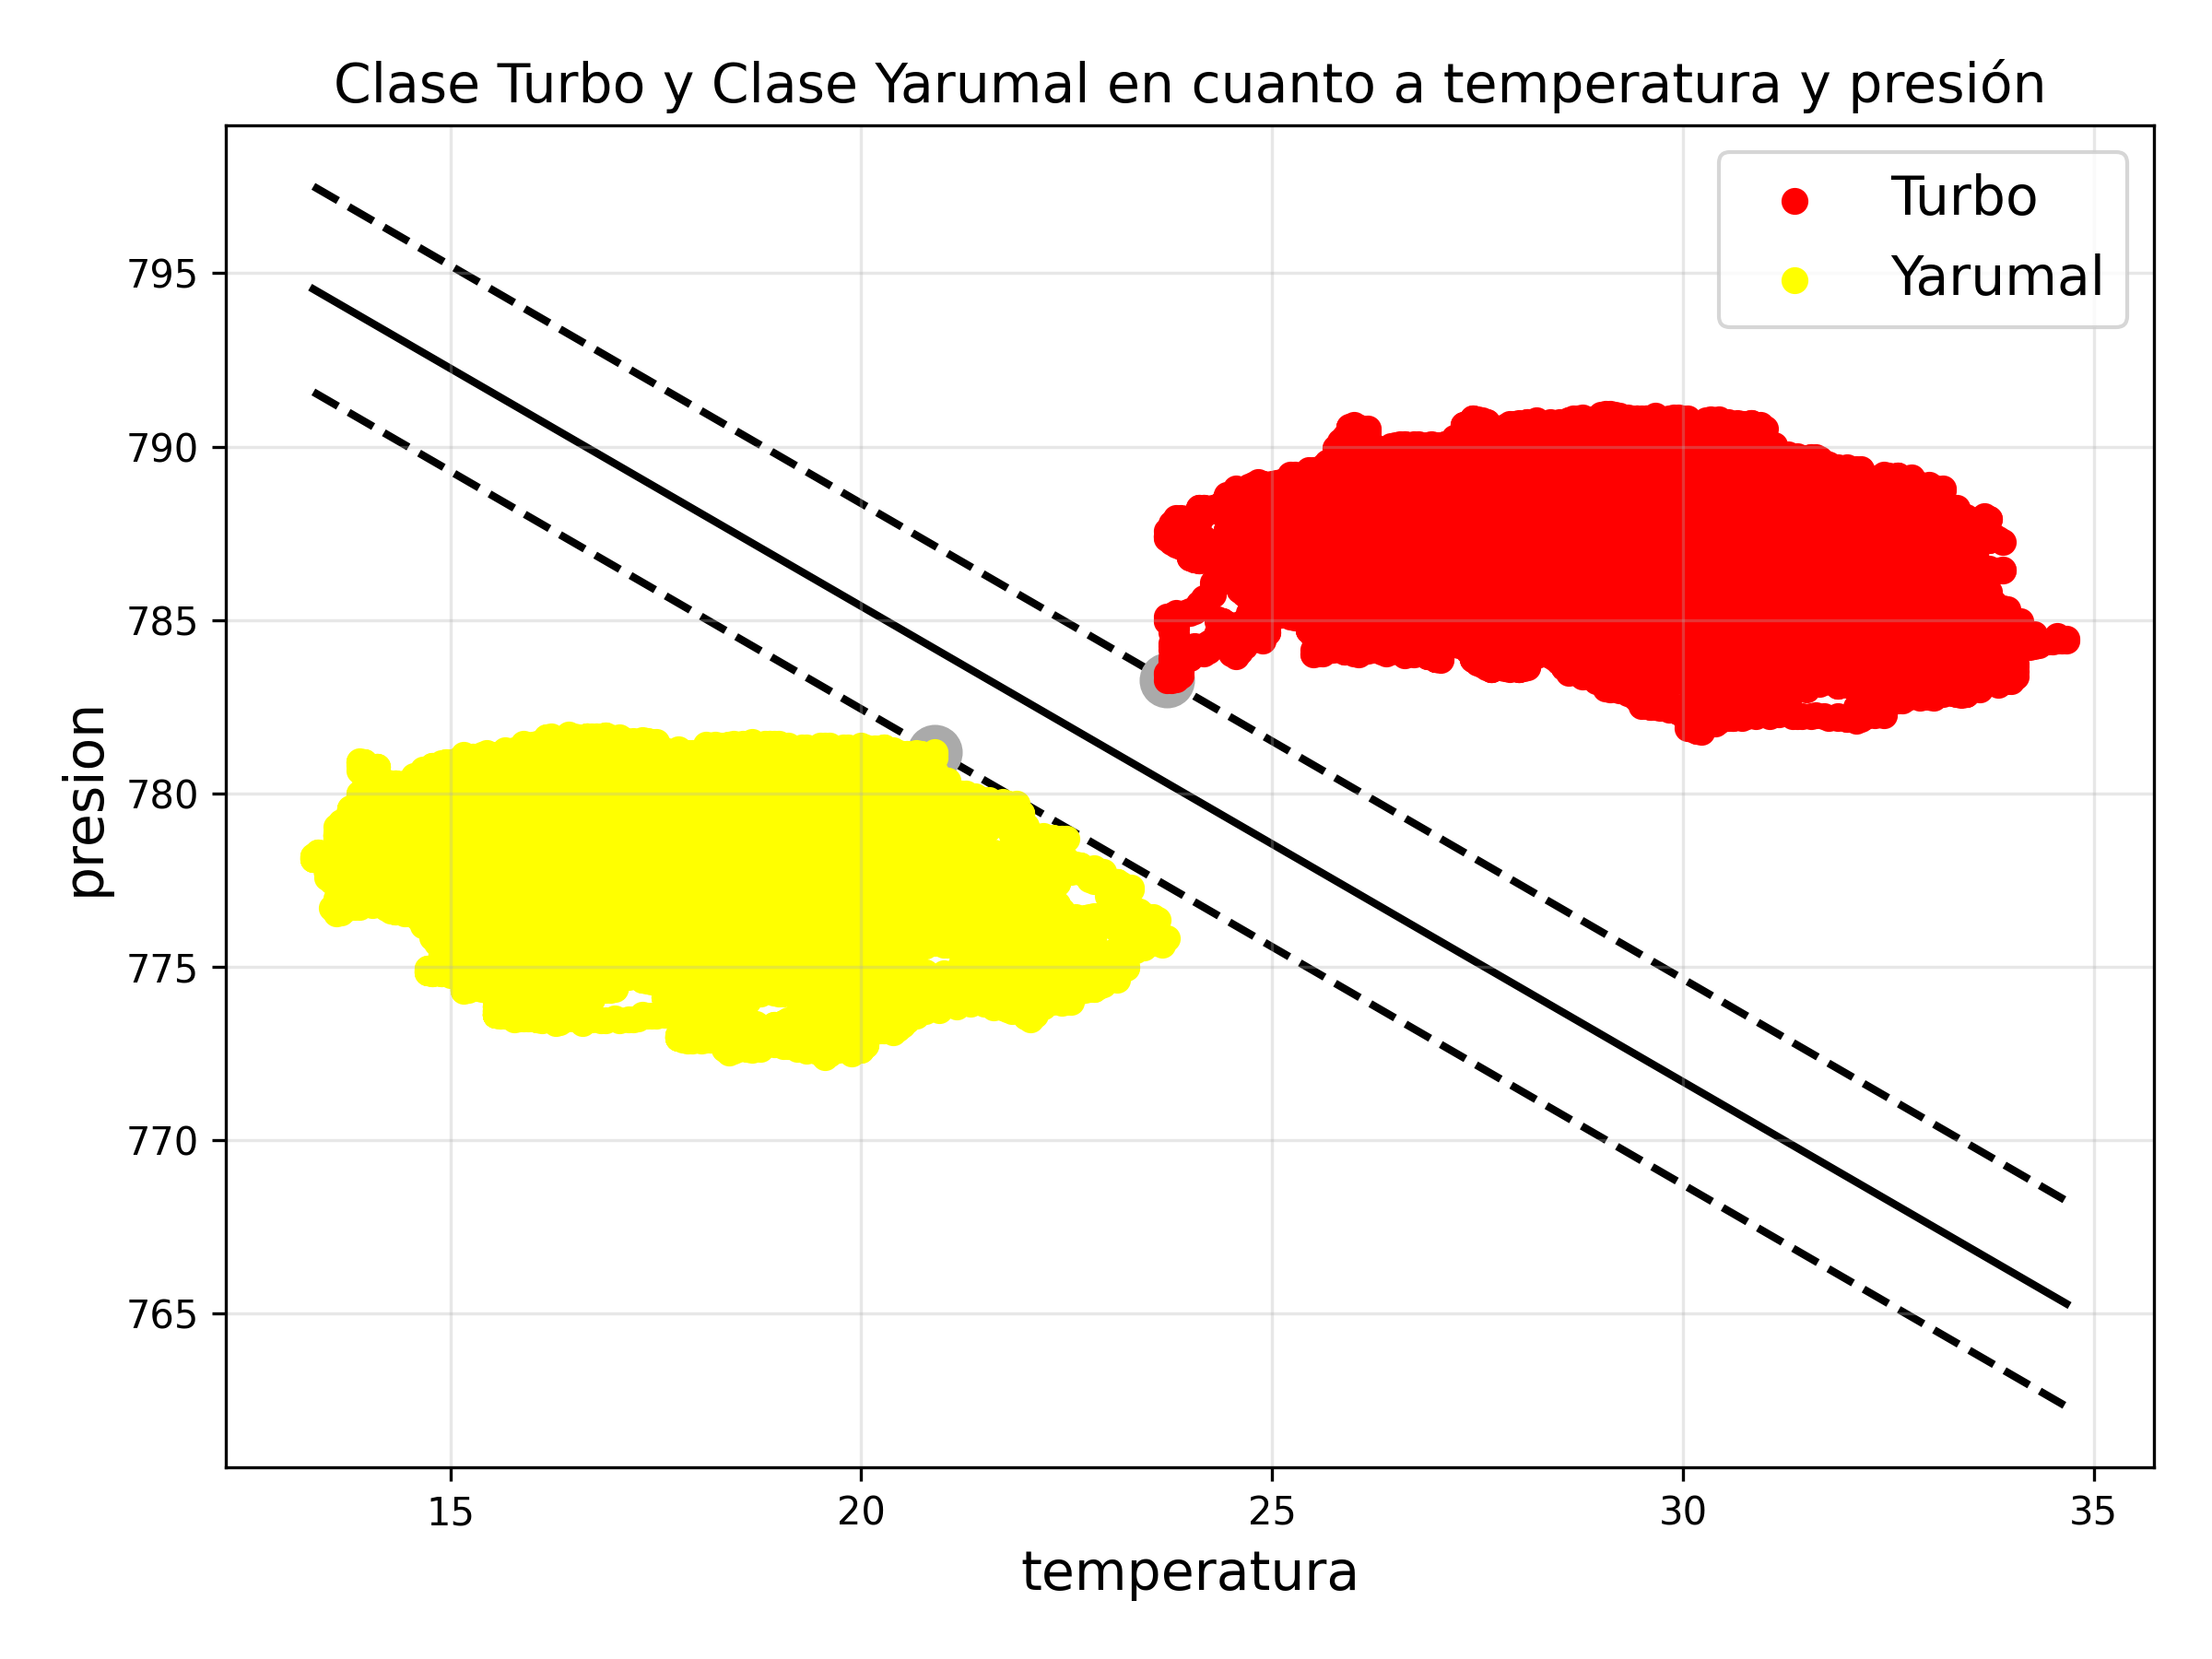 Clase Turbo y Clase Yarumal en cuanto a temperatura y presión
Turbo
Yarumal
795
790
785
780
775
770
765
presion
15
20
25
30
35
temperatura